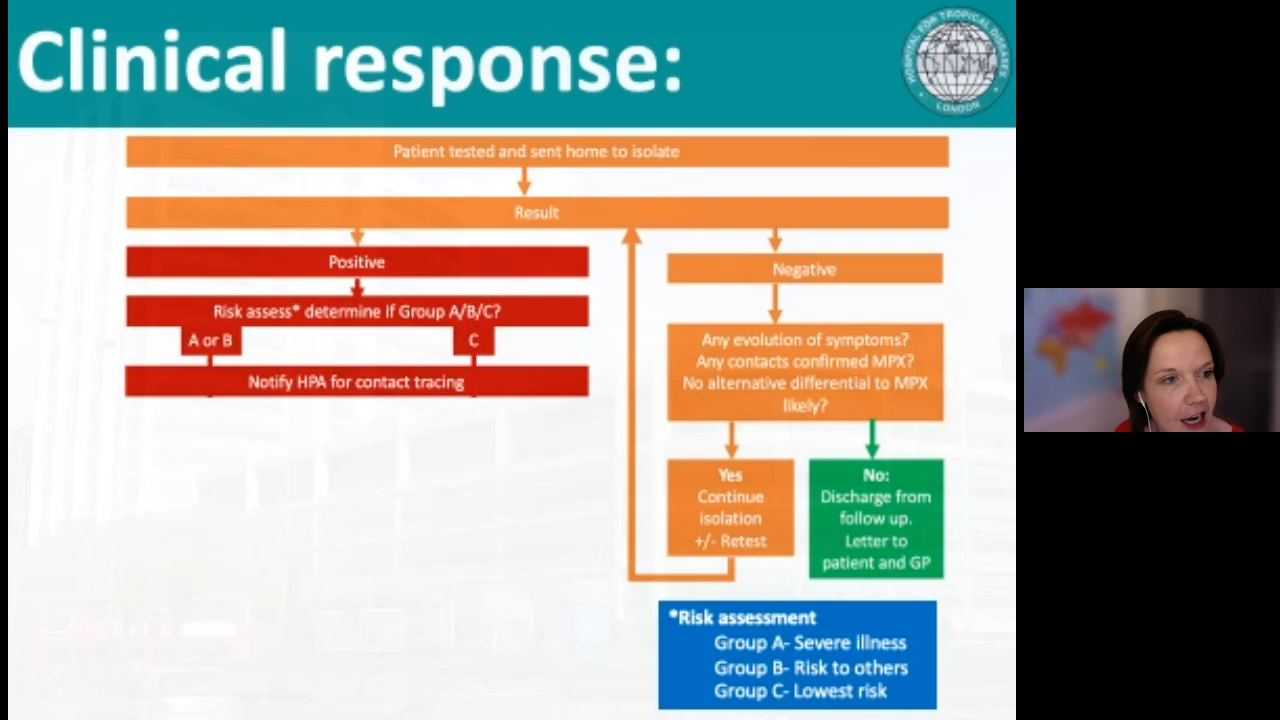 Clinical response:
HOSPITAL FOR TROPICAL DISEASES
LONDON
Patient tested and sent home to isolate
Result
Positive
Negative
Risk assess* determine if Group A/B/C?
A or B
C
Notify HPA for contact tracing
Any evolution of symptoms?
Any contacts confirmed MPX?
No alternative differential to MPX
likely?
Yes
Continue
isolation
+/- Retest
No:
Discharge from
follow up.
Letter to
patient and GP
*Risk assessment
Group A- Severe illness
Group B- Risk to others
Group C- Lowest risk